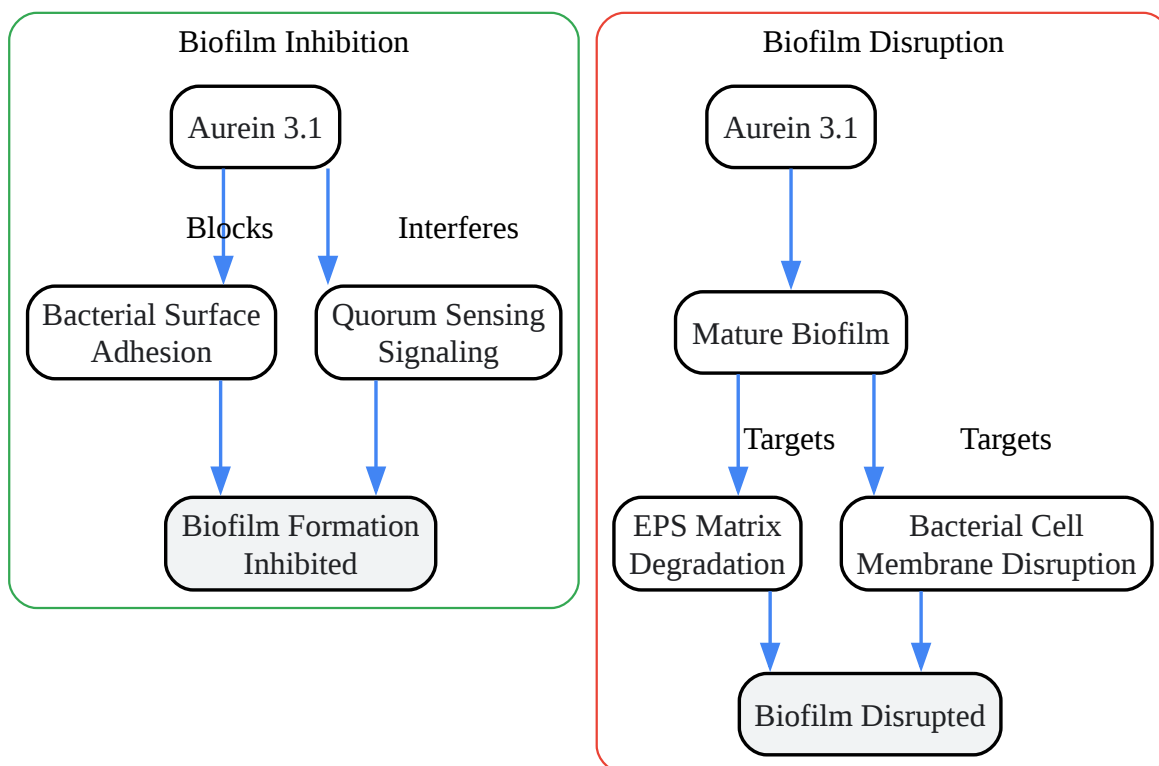 Biofilm Inhibition
Aurein 3.1
Blocks
Interferes
Bacterial Surface
Adhesion
Quorum Sensing
Signaling
Biofilm Formation
Inhibited
Biofilm Disruption
Aurein 3.1
Mature Biofilm
Targets
Targets
EPS Matrix
Degradation
Bacterial Cell
Membrane Disruption
Biofilm Disrupted